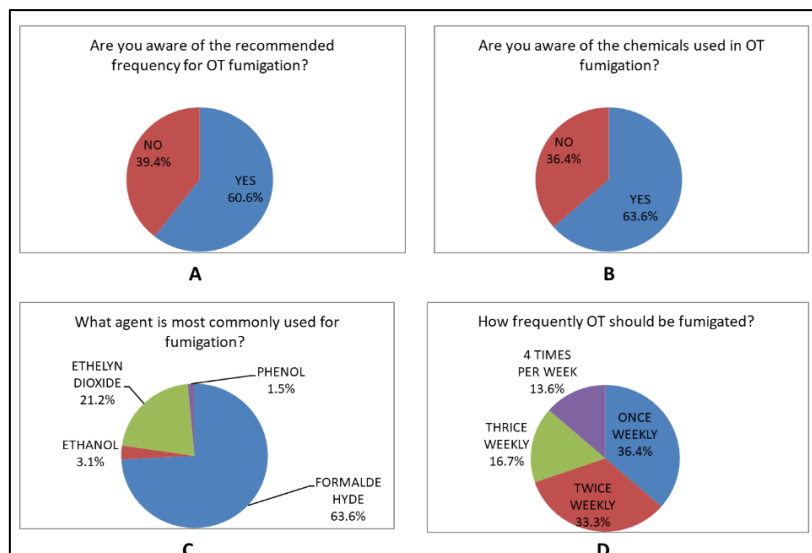 Are you aware of the recommended
frequency for OT fumigation?
NO
39.4%
YES
60.6%
A
Are you aware of the chemicals used in OT
fumigation?
NO
36.4%
YES
63.6%
B
What agent is most commonly used for
fumigation?
ETHELYN
DIOXIDE
21.2%
PHENOL
1.5%
ETHANOL
3.1%
FORMALDE
HYDE
63.6%
C
How frequently OT should be fumigated?
4 TIMES
PER WEEK
13.6%
ONCE
WEEKLY
36.4%
THRICE
WEEKLY
16.7%
TWICE
WEEKLY
33.3%
D